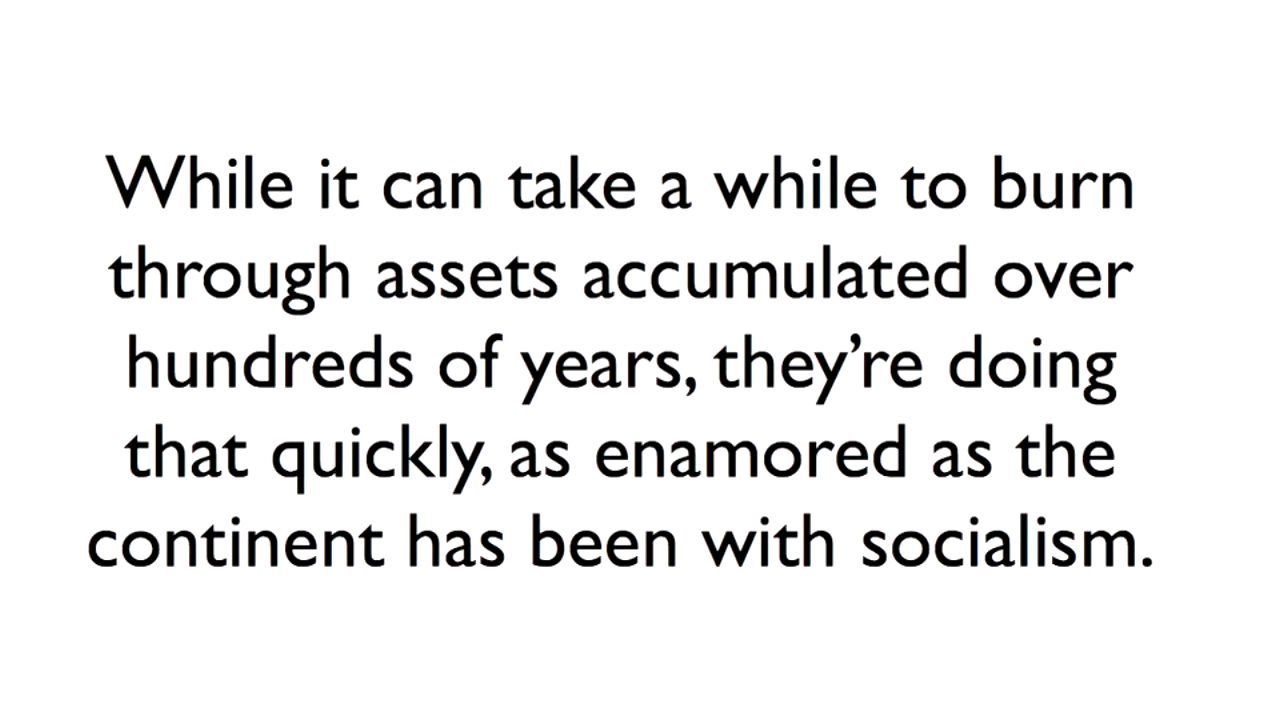 While it can take a while to burn
through assets accumulated over
hundreds of years, they’re doing
that quickly, as enamored as the
continent has been with socialism.